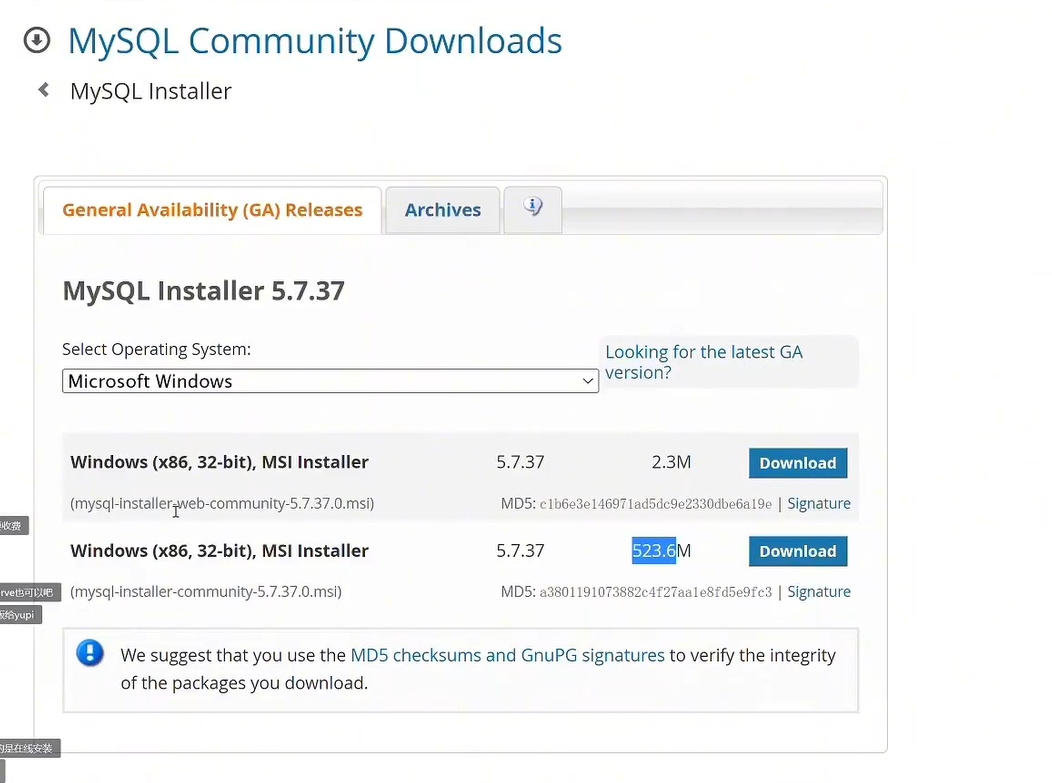 MySQL Community Downloads
MySQL Installer
General Availability (GA) Releases
Archives
MySQL Installer 5.7.37
Select Operating System:
Looking for the latest GA version?
Microsoft Windows
Windows (x86, 32-bit), MSI Installer 5.7.37 2.3M Download
(mysql-installer-web-community-5.7.37.0.msi) MD5: c1b6e3e146971ad5dc9e2330dbe6a19e | Signature
收费
Windows (x86, 32-bit), MSI Installer 5.7.37 523.6M Download
rve也可以吧
(mysql-installer-community-5.7.37.0.msi) MD5: a3801191073882c4f27aa1e8fd5e9fc3 | Signature
给yupi
We suggest that you use the MD5 checksums and GnuPG signatures to verify the integrity
of the packages you download.
的是在线安装